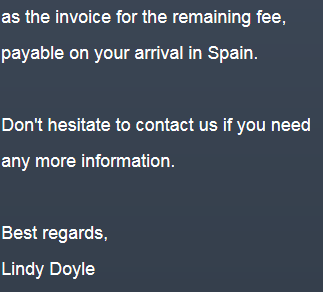 as the invoice for the remaining fee,
payable on your arrival in Spain.
Don't hesitate to contact us if you need
any more information.
Best regards,
Lindy Doyle